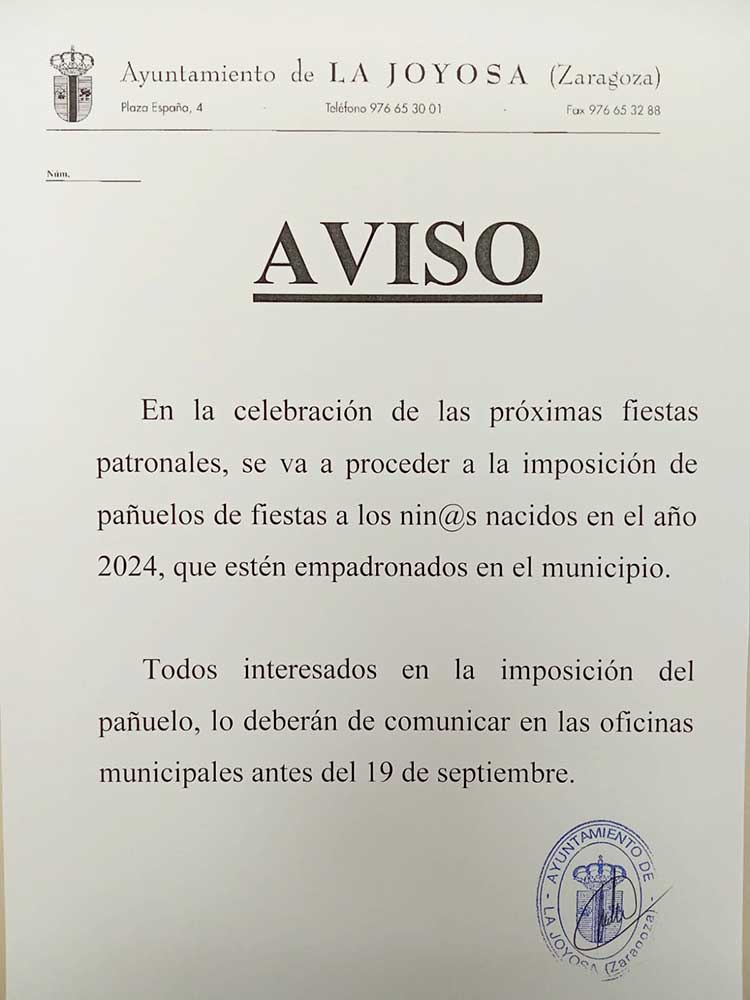 Ayuntamiento de LA JOYOSA (Zaragoza)
Plaza España, 4 - Teléfono 976 65 30 01 - Fax 976 65 32 88
Núm.
AVISO
En la celebración de las próximas fiestas
patronales, se va a proceder a la imposición de
pañuelos de fiestas a los nin@s nacidos en el año
2024, que estén empadronados en el municipio.
Todos interesados en la imposición del
pañuelo, lo deberán de comunicar en las oficinas
municipales antes del 19 de septiembre.
- AYUNTAMIENTO DE -
LA JOYOSA (Zaragoza)